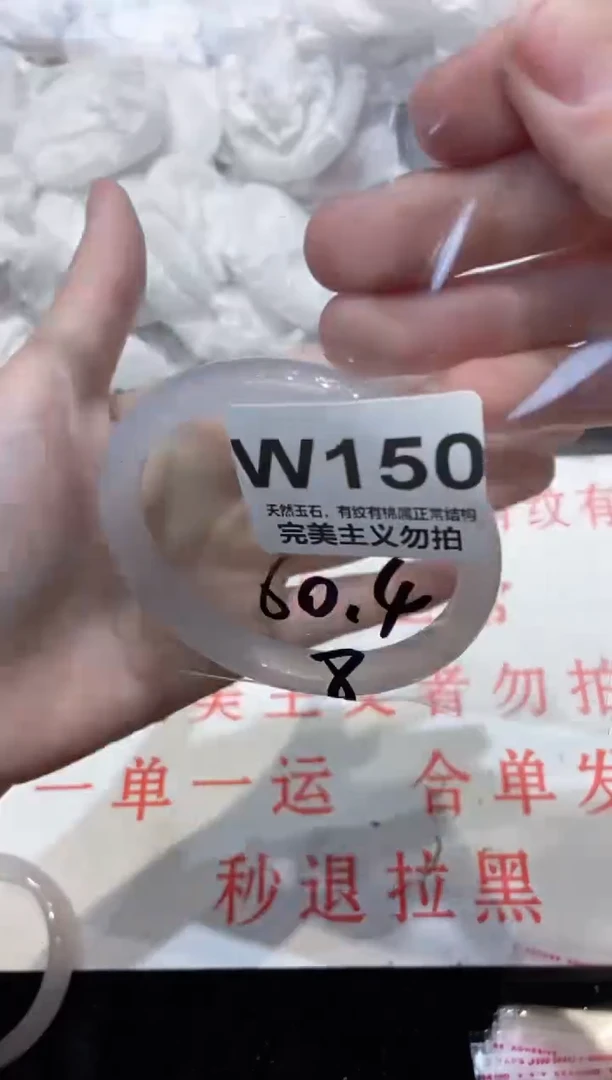 W150
天然玉石，有纹有棉属正常结构
完美主义勿拍
60.4
8
纹有
美主义者勿拍
一单一运 合单发
秒退拉黑